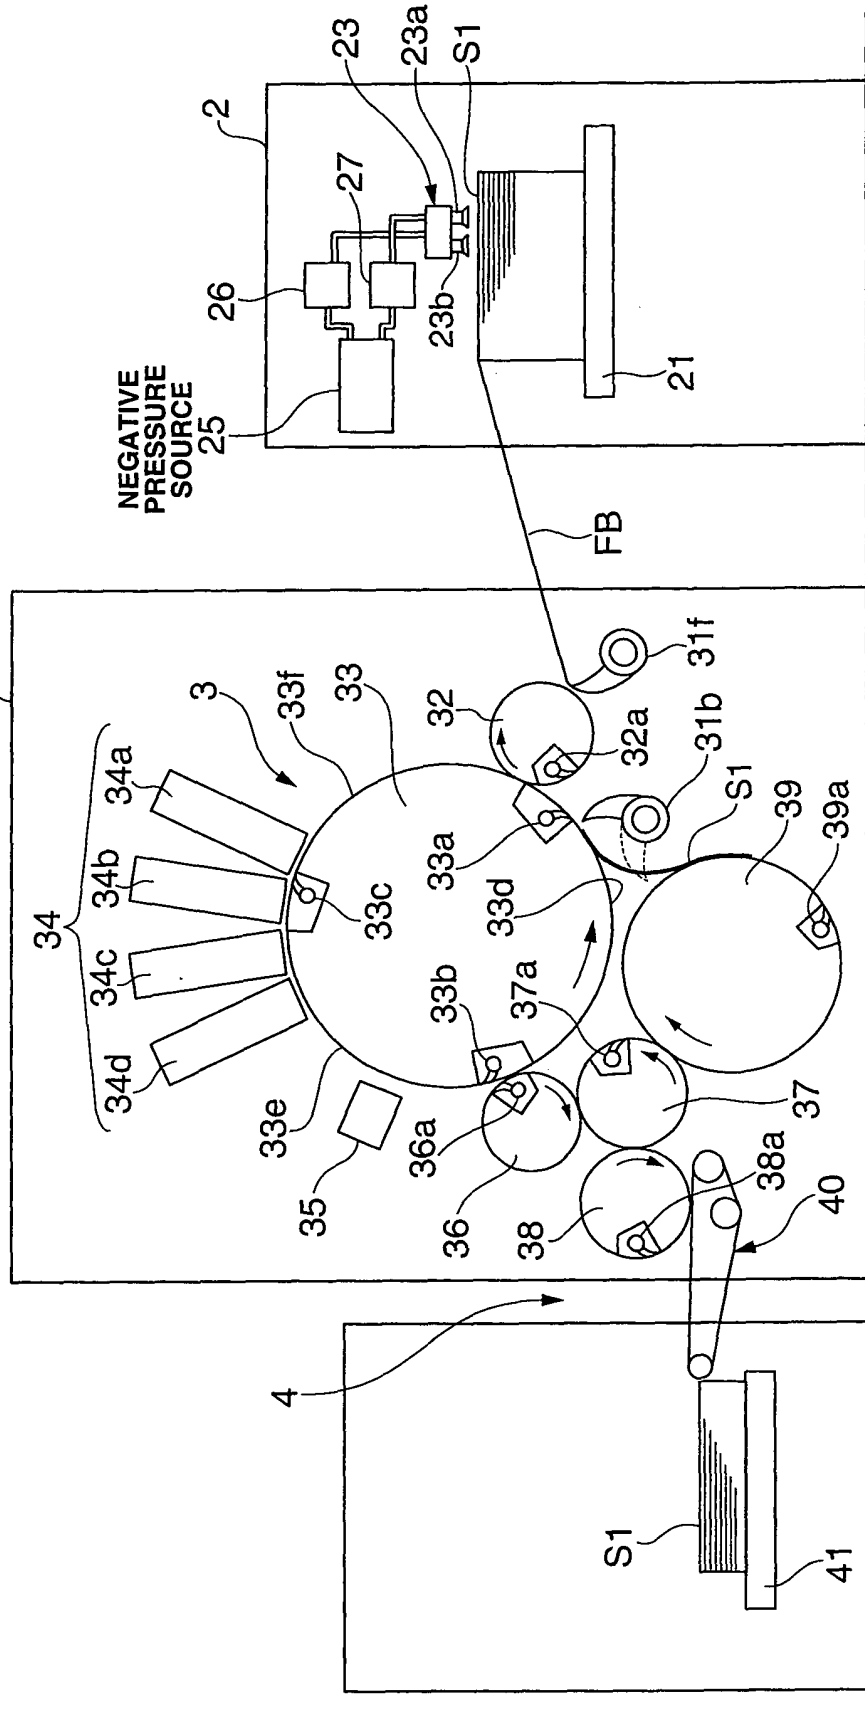 NEGATIVE
PRESSURE
SOURCE
25
26
27
2
23
23a
23b
S1
21
FB
34
34a
34b
34c
34d
3
33f
33
32
32a
31f
31b
S1
39
39a
33a
33c
33d
33b
37a
33e
35
36a
36
38
37
38a
40
4
S1
41